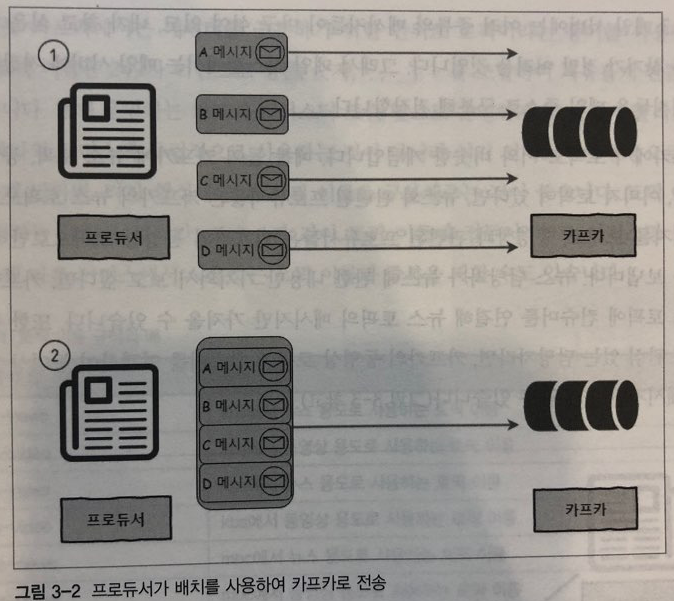 1
A 메시지
B 메시지
C 메시지
D 메시지
프로듀서
카프카
2
A 메시지
B 메시지
C 메시지
D 메시지
프로듀서
카프카
그림 3-2 프로듀서가 배치를 사용하여 카프카로 전송